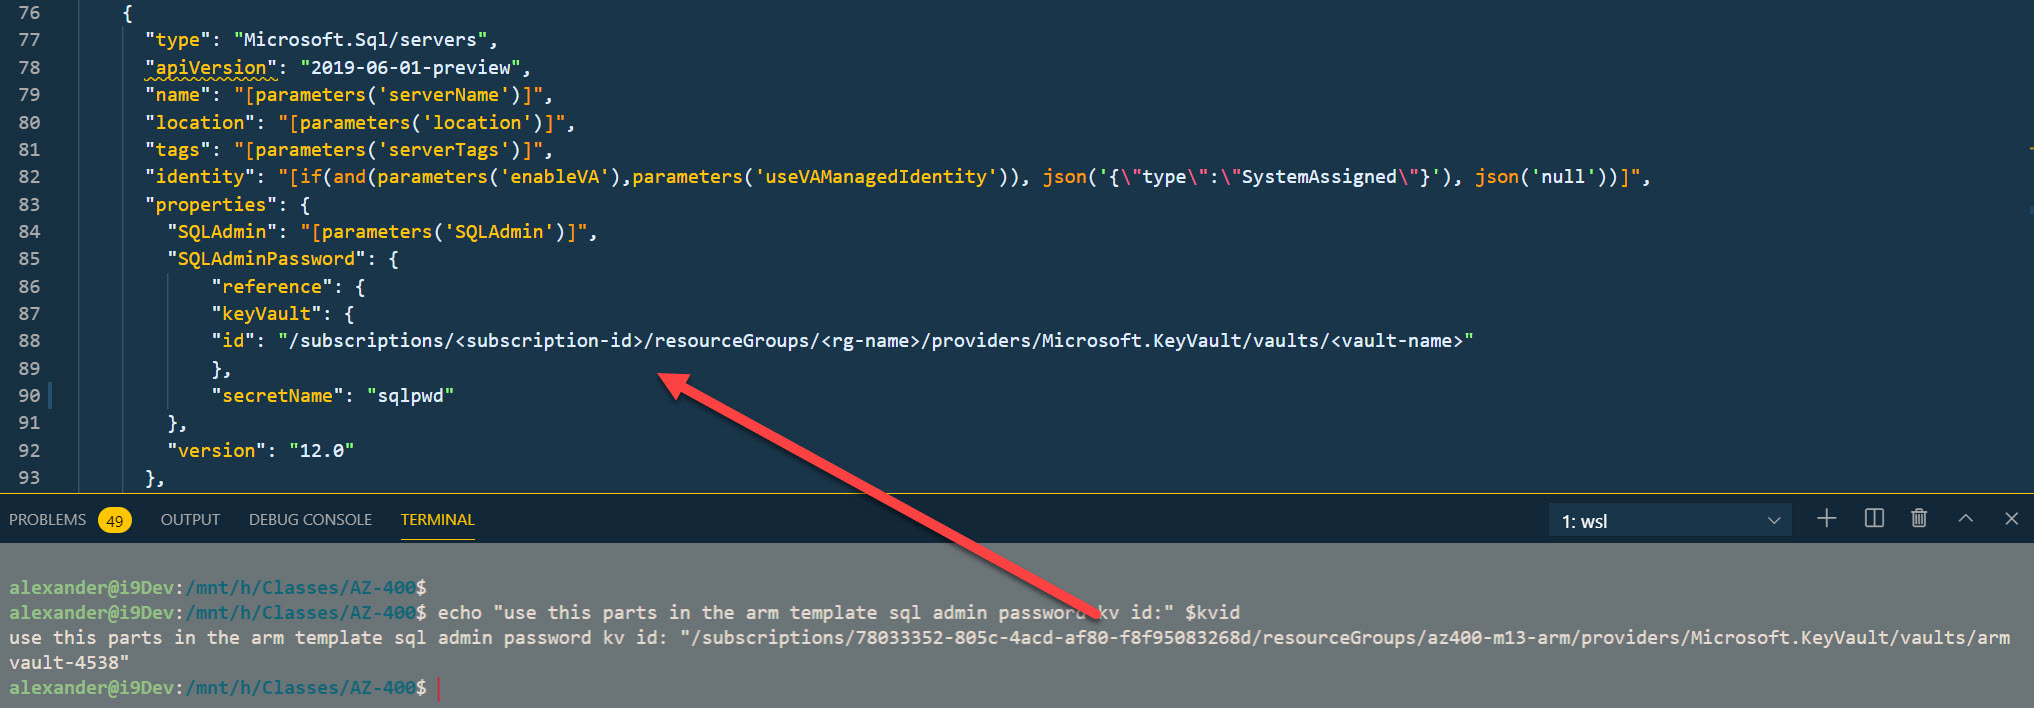 76 {
77 "type": "Microsoft.Sql/servers",
78 "apiVersion": "2019-06-01-preview",
79 "name": "[parameters('serverName')]",
80 "location": "[parameters('location')]",
81 "tags": "[parameters('serverTags')]",
82 "identity": "[if(and(parameters('enableVA'),parameters('useVAManagedIdentity')), json('{\"type\":\"SystemAssigned\"}'), json('null'))]",
83 "properties": {
84 "SQLAdmin": "[parameters('SQLAdmin')]",
85 "SQLAdminPassword": {
86 "reference": {
87 "keyVault": {
88 "id": "/subscriptions/<subscription-id>/resourceGroups/<rg-name>/providers/Microsoft.KeyVault/vaults/<vault-name>"
89 },
90 "secretName": "sqlpwd"
91 },
92 "version": "12.0"
93 },
PROBLEMS 49 OUTPUT DEBUG CONSOLE TERMINAL 1: wsl
alexander@i9Dev:/mnt/h/Classes/AZ-400$
alexander@i9Dev:/mnt/h/Classes/AZ-400$ echo "use this parts in the arm template sql admin password kv id:" $kvid
use this parts in the arm template sql admin password kv id: "/subscriptions/78033352-805c-4acd-af80-f8f95083268d/resourceGroups/az400-m13-arm/providers/Microsoft.KeyVault/vaults/arm
vault-4538"
alexander@i9Dev:/mnt/h/Classes/AZ-400$